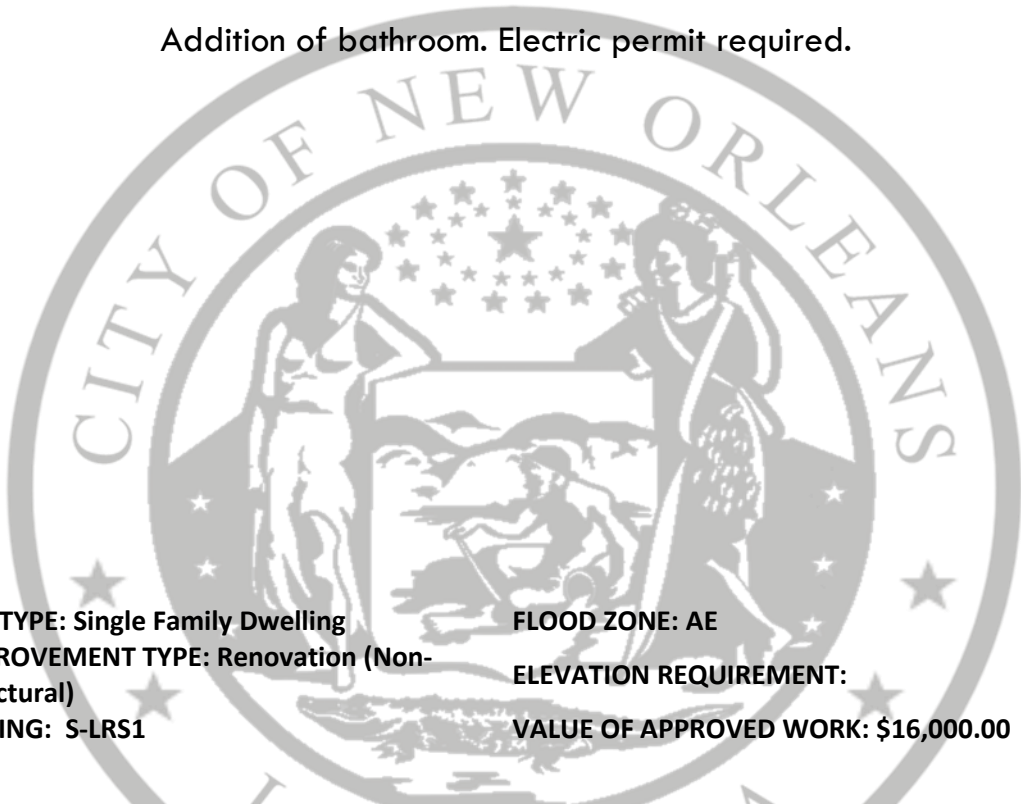 Addition of bathroom. Electric permit required.
CITY OF NEW ORLEANS
TYPE: Single Family Dwelling
ROVEMENT TYPE: Renovation (Non-
ctural)
ING: S-LRS1
FLOOD ZONE: AE
ELEVATION REQUIREMENT:
VALUE OF APPROVED WORK: $16,000.00